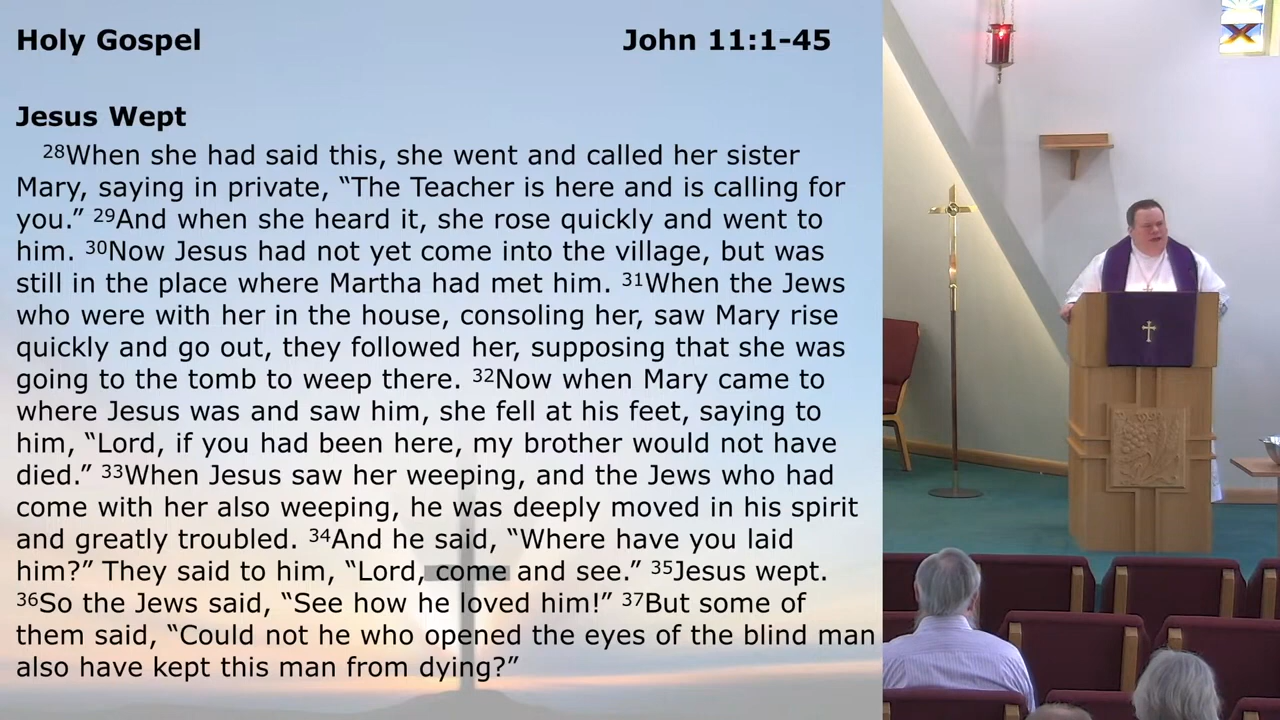 Holy Gospel John 11:1-45
Jesus Wept
28When she had said this, she went and called her sister
Mary, saying in private, “The Teacher is here and is calling for
you.” 29And when she heard it, she rose quickly and went to
him. 30Now Jesus had not yet come into the village, but was
still in the place where Martha had met him. 31When the Jews
who were with her in the house, consoling her, saw Mary rise
quickly and go out, they followed her, supposing that she was
going to the tomb to weep there. 32Now when Mary came to
where Jesus was and saw him, she fell at his feet, saying to
him, “Lord, if you had been here, my brother would not have
died.” 33When Jesus saw her weeping, and the Jews who had
come with her also weeping, he was deeply moved in his spirit
and greatly troubled. 34And he said, “Where have you laid
him?” They said to him, “Lord, come and see.” 35Jesus wept.
36So the Jews said, “See how he loved him!” 37But some of
them said, “Could not he who opened the eyes of the blind man
also have kept this man from dying?”